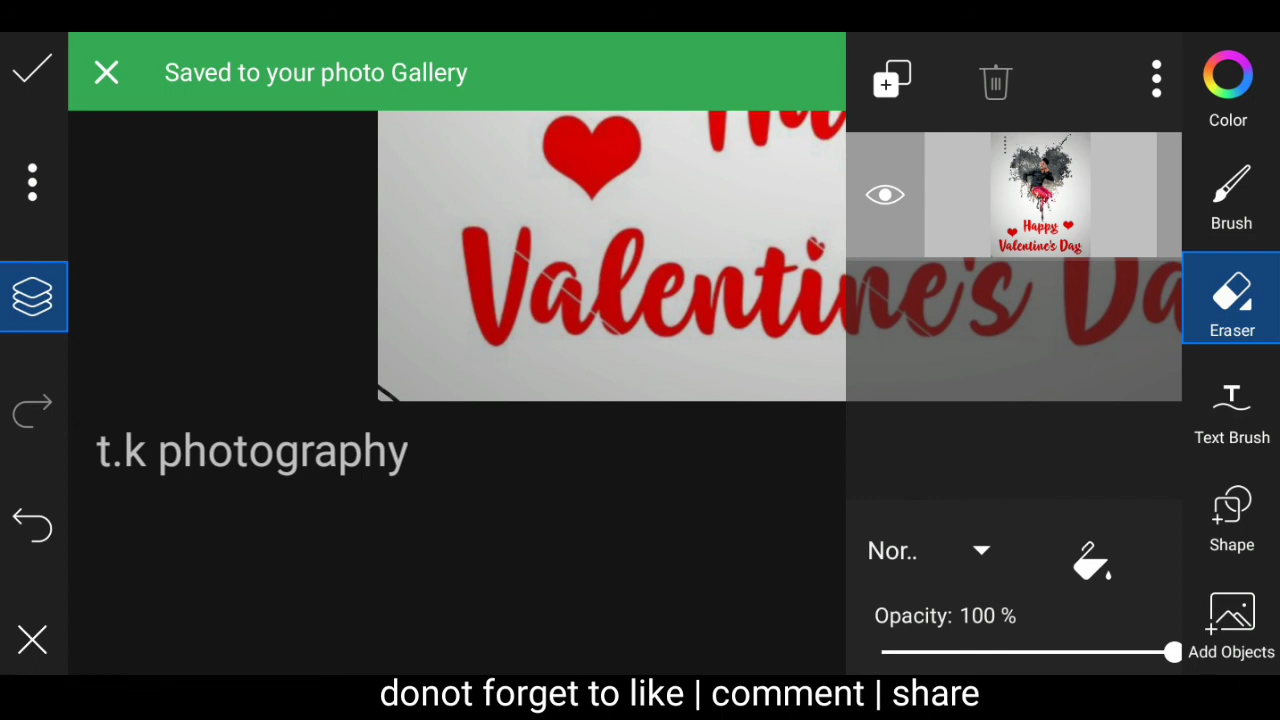 Saved to your photo Gallery
Color
Brush
Happy
Valentine's Day
Valentine's Da
Eraser
Text Brush
t.k photography
Shape
Nor..
Opacity: 100 %
Add Objects
donot forget to like | comment | share